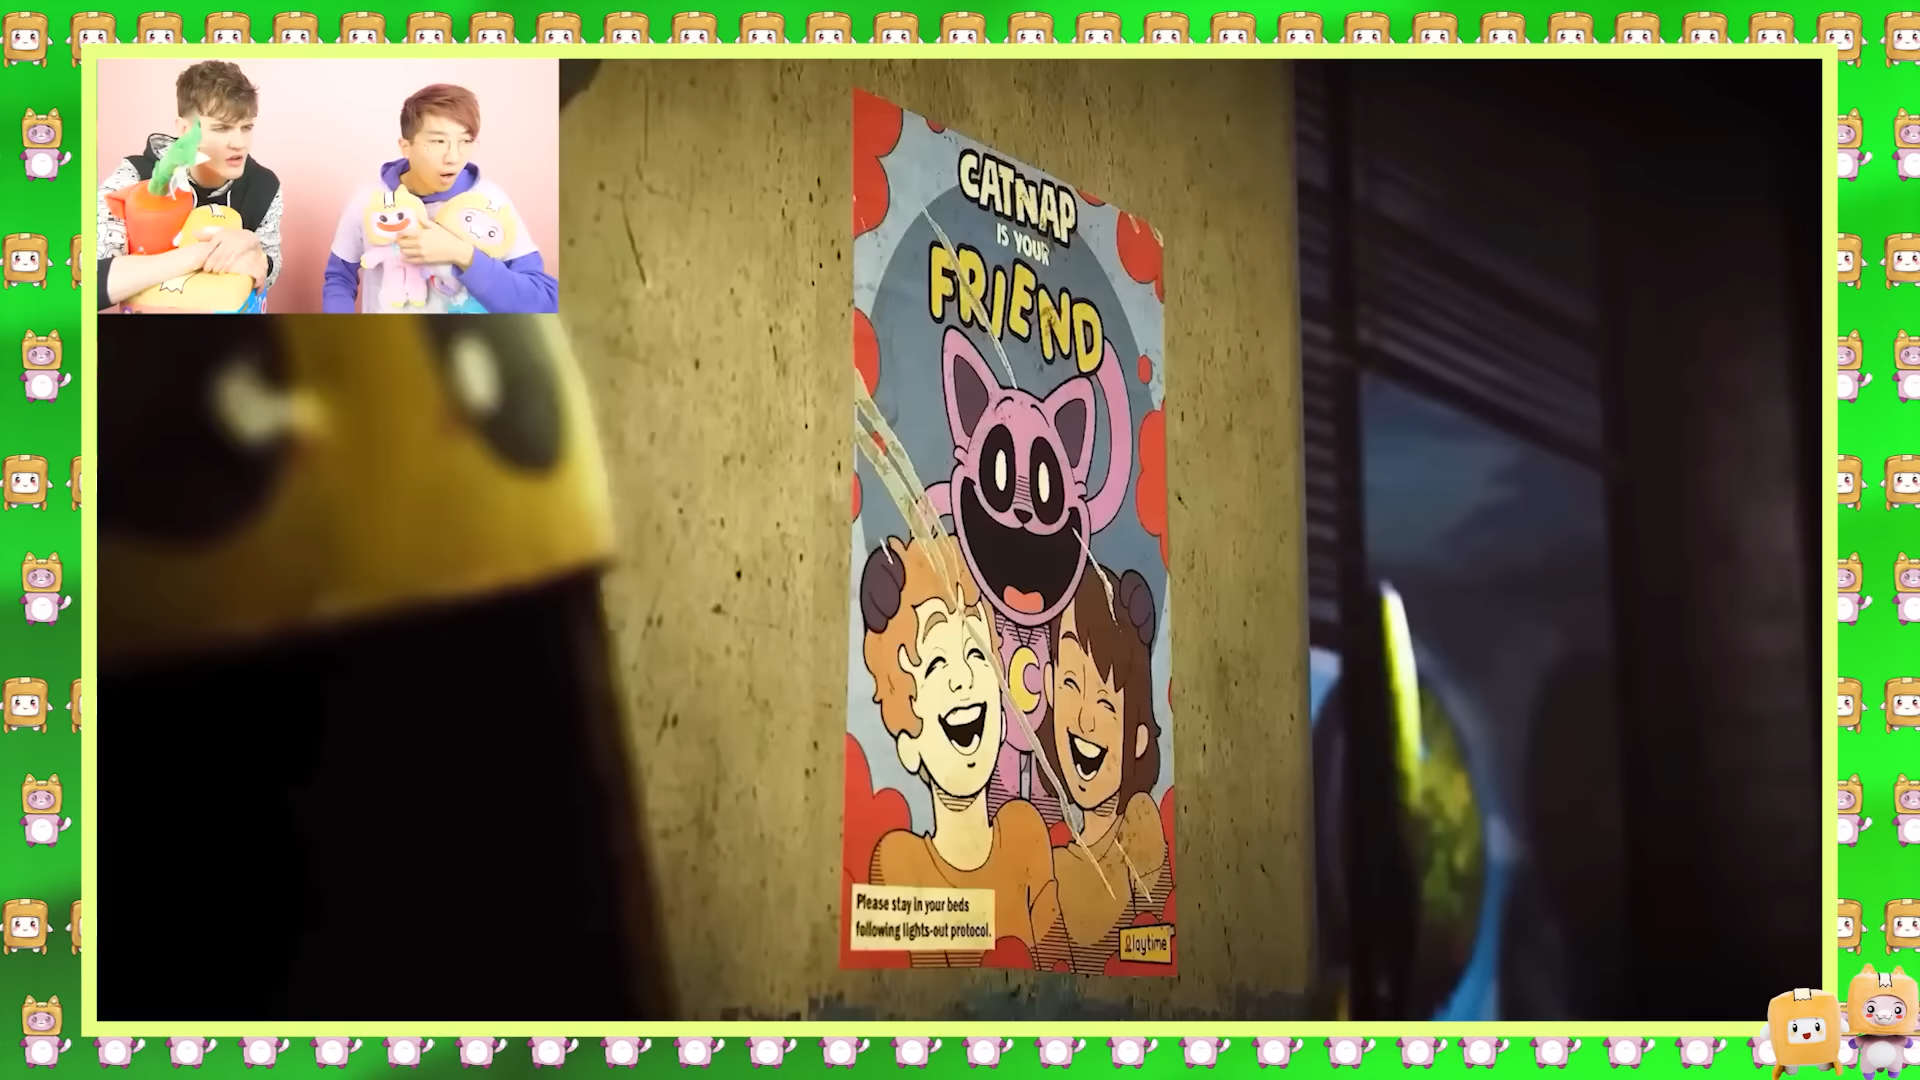 CATNAP
IS YOUR
FRIEND
Please stay in your beds
following lights-out protocol.
Playtime